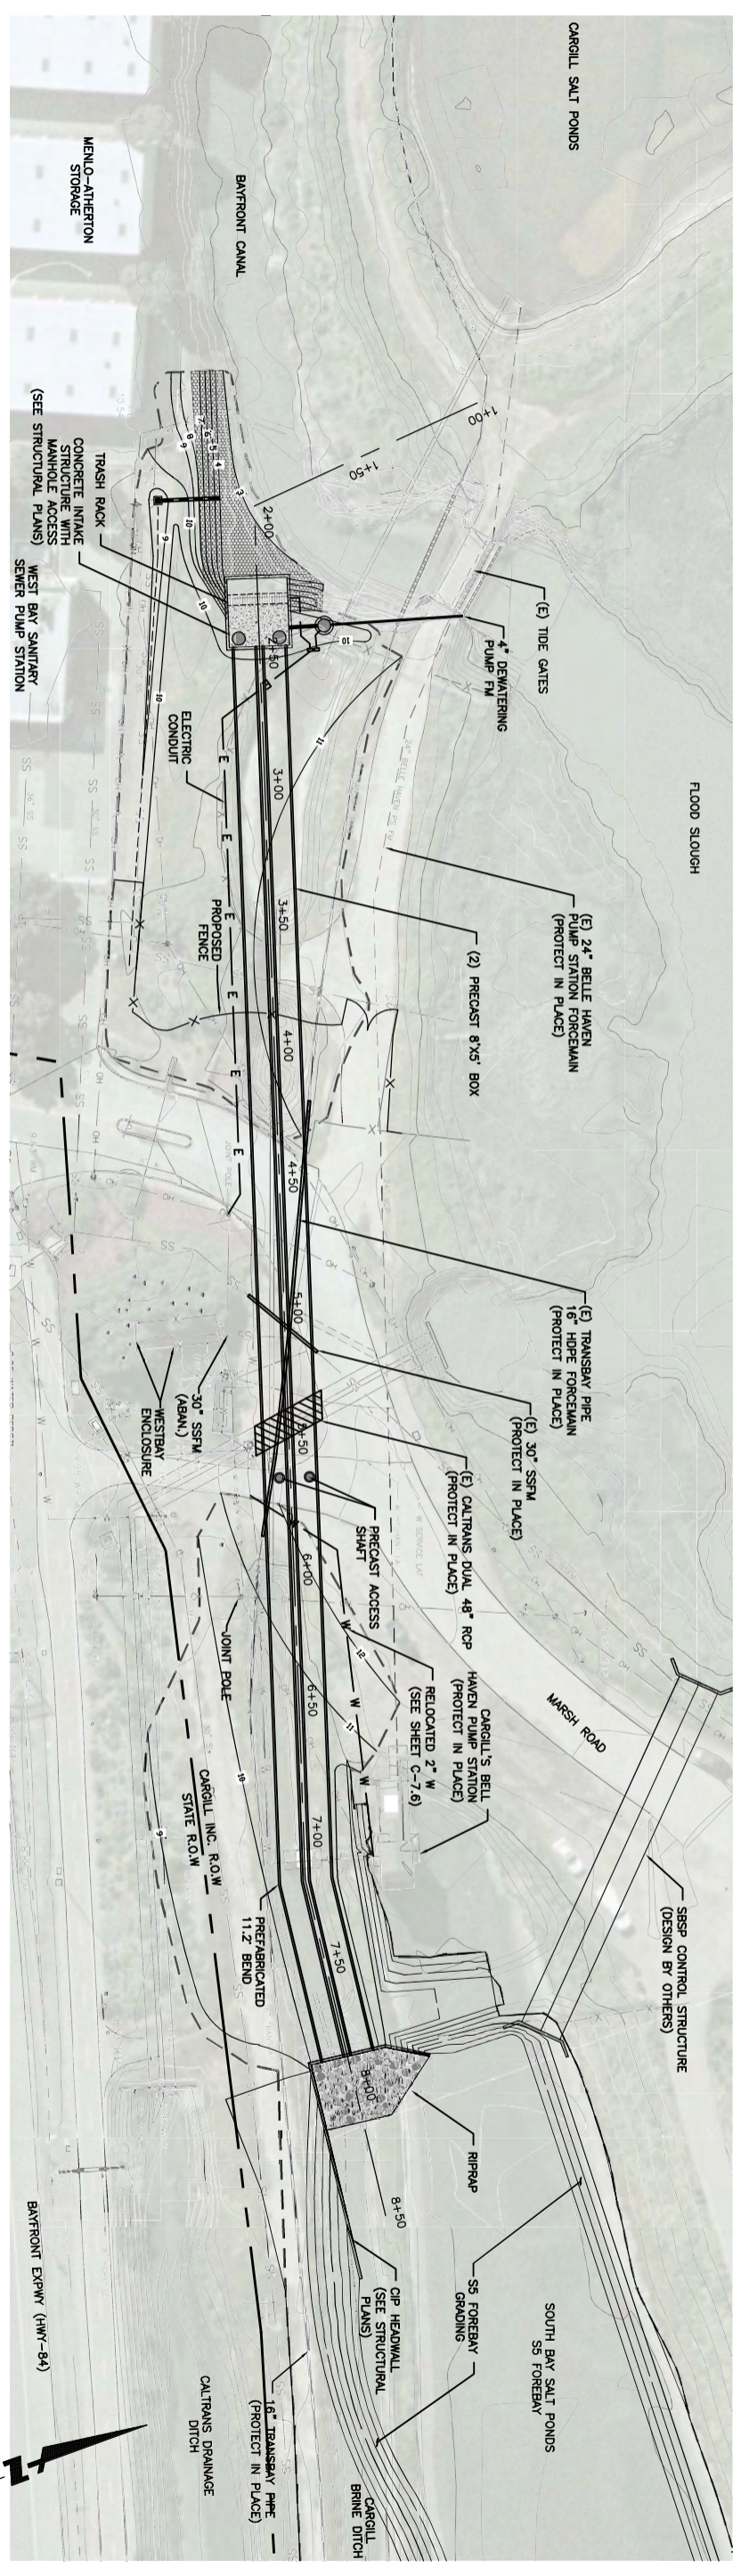 CARGILL SALT PONDS
MENLO-ATHERTON
STORAGE
BAYFRONT CANAL
1+00
1+50
2+00
2+50
3+00
3+50
4+00
4+50
5+00
5+50
6+00
6+50
7+00
7+50
8+00
8+50
TRASH RACK
CONCRETE INTAKE
STRUCTURE WITH
MANHOLE ACCESS
(SEE STRUCTURAL PLANS)
WEST BAY SANITARY
SEWER PUMP STATION
(E) TIDE GATES
4" DEWATERING
PUMP FM
FLOOD SLOUGH
24" BELLE HAVEN PS FM
(E) 24" BELLE HAVEN
PUMP STATION FORCEMAIN
(PROTECT IN PLACE)
ELECTRIC
CONDUIT
PROPOSED
FENCE
(2) PRECAST 8'X5' BOX
(E) TRANSBAY PIPE
16" HDPE FORCEMAIN
(PROTECT IN PLACE)
(E) 30" SSFM
(PROTECT IN PLACE)
30" SSFM
(ABAN.)
WESTBAY
ENCLOSURE
(E) CALTRANS DUAL 48" RCP
(PROTECT IN PLACE)
PRECAST ACCESS
SHAFT
JOINT POLE
RELOCATED 2" W
(SEE SHEET C-7.6)
CARGILL'S BELL
HAVEN PUMP STATION
(PROTECT IN PLACE)
MARSH ROAD
CARGILL INC. R.O.W
STATE R.O.W
PREFABRICATED
11.2° BEND
SBSP CONTROL STRUCTURE
(DESIGN BY OTHERS)
RIPRAP
CIP HEADWALL
(SEE STRUCTURAL
PLANS)
S5 FOREBAY
GRADING
SOUTH BAY SALT PONDS
S5 FOREBAY
BAYFRONT EXPWY (HWY-84)
CALTRANS DRAINAGE
DITCH
16" TRANSBAY PIPE
(PROTECT IN PLACE)
CARGILL
BRINE DITCH
N